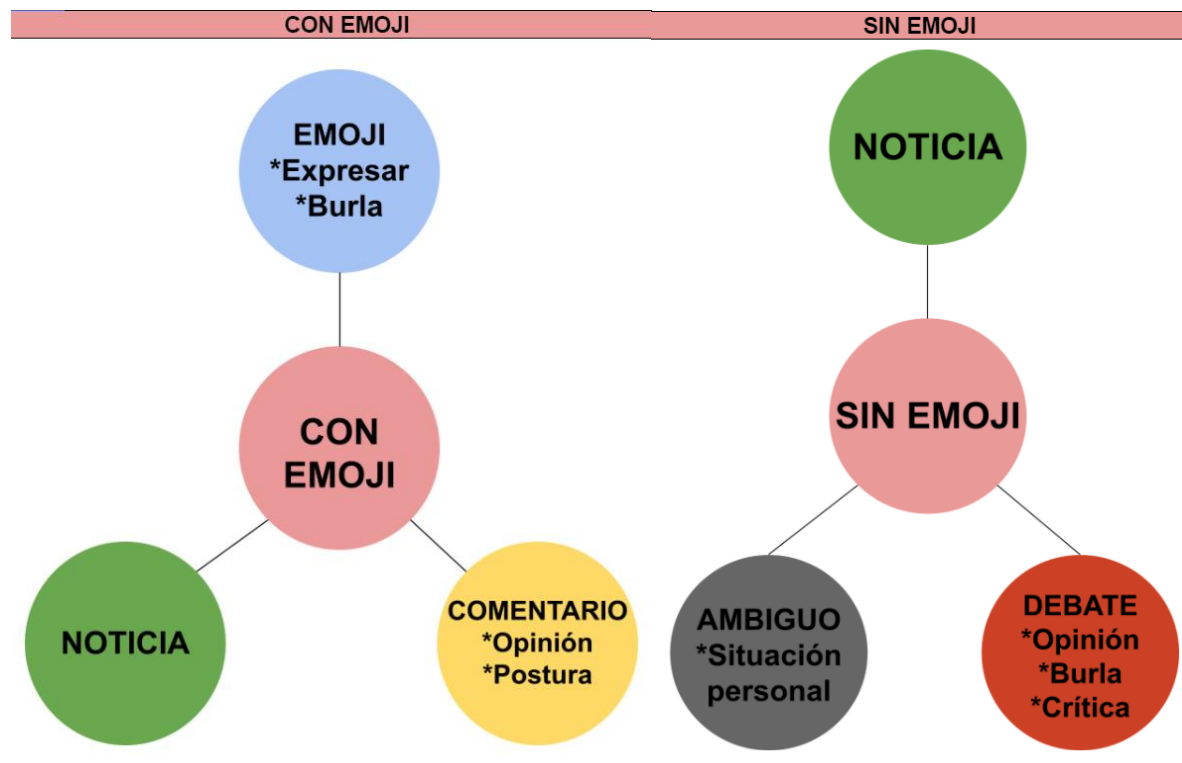 CON EMOJI
SIN EMOJI
EMOJI
*Expresar
*Burla
CON
EMOJI
NOTICIA
COMENTARIO
*Opinión
*Postura
NOTICIA
SIN EMOJI
AMBIGUO
*Situación
personal
DEBATE
*Opinión
*Burla
*Crítica